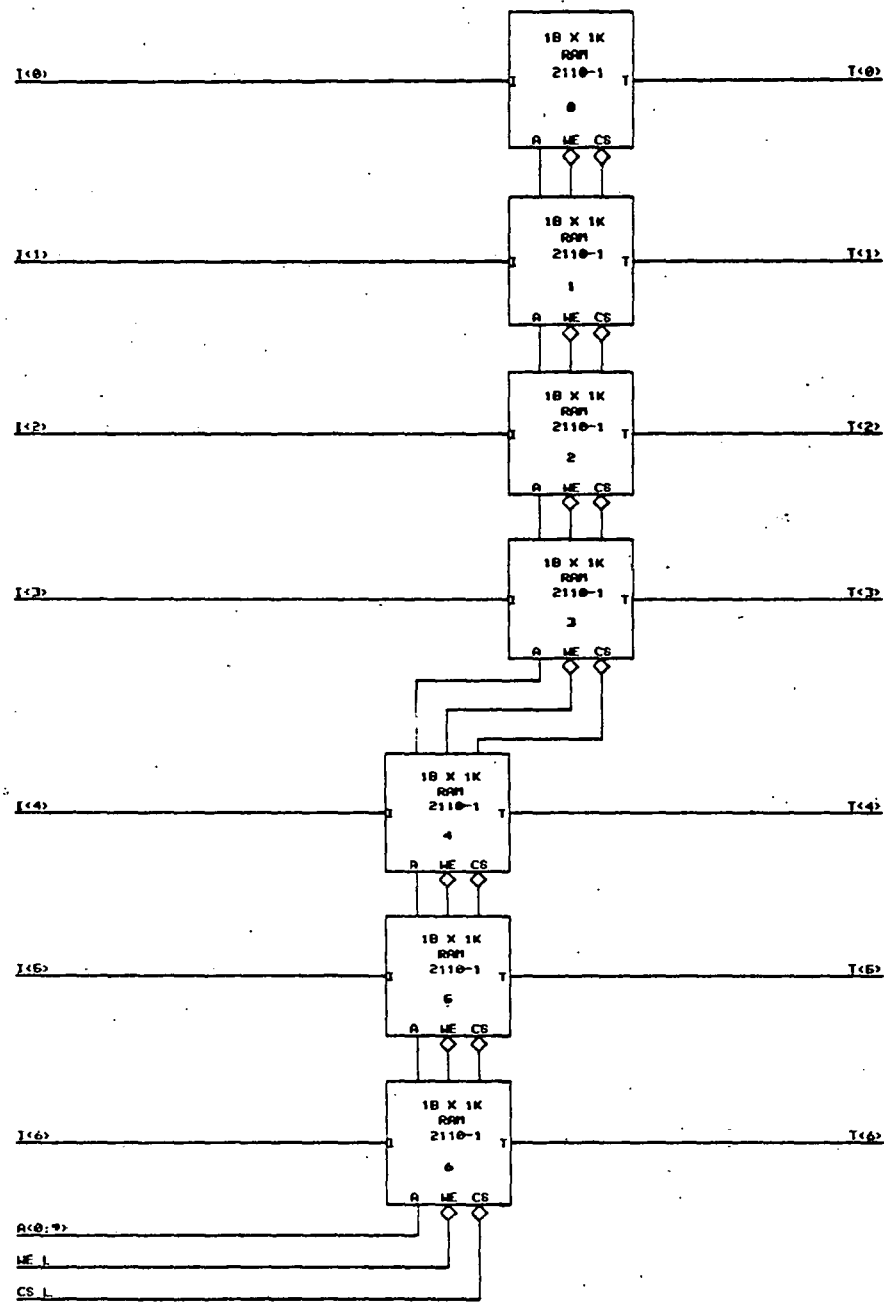 1B X 1K
RAM
2110-1
I<0> I T T<0>
0
A WE CS
1B X 1K
RAM
2110-1
I<1> I T T<1>
1
A WE CS
1B X 1K
RAM
2110-1
I<2> I T T<2>
2
A WE CS
1B X 1K
RAM
2110-1
I<3> I T T<3>
3
A WE CS
1B X 1K
RAM
2110-1
I<4> I T T<4>
4
A WE CS
1B X 1K
RAM
2110-1
I<5> I T T<5>
5
A WE CS
1B X 1K
RAM
2110-1
I<6> I T T<6>
6
A WE CS
A<0:9>
WE L
CS L